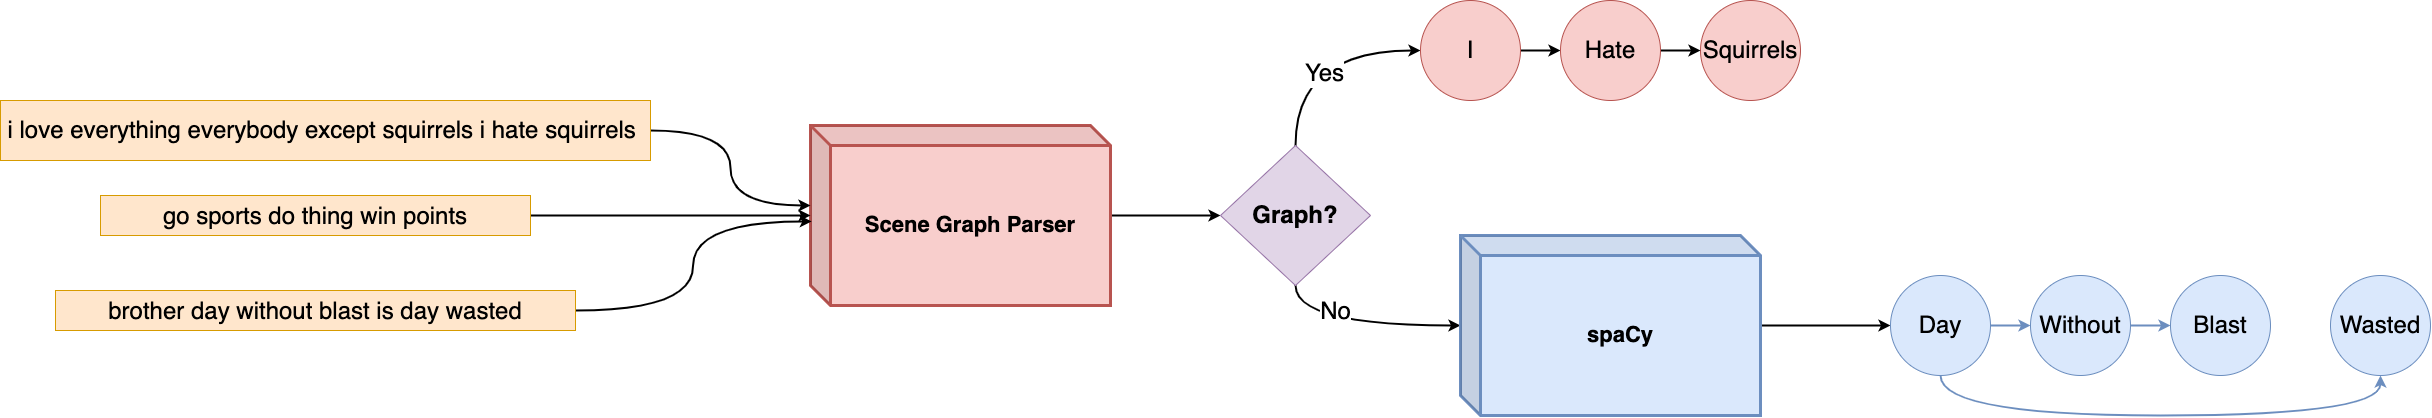 i love everything everybody except squirrels i hate squirrels
go sports do thing win points
brother day without blast is day wasted
Scene Graph Parser
Graph?
Yes
I
Hate
Squirrels
No
spaCy
Day
Without
Blast
Wasted